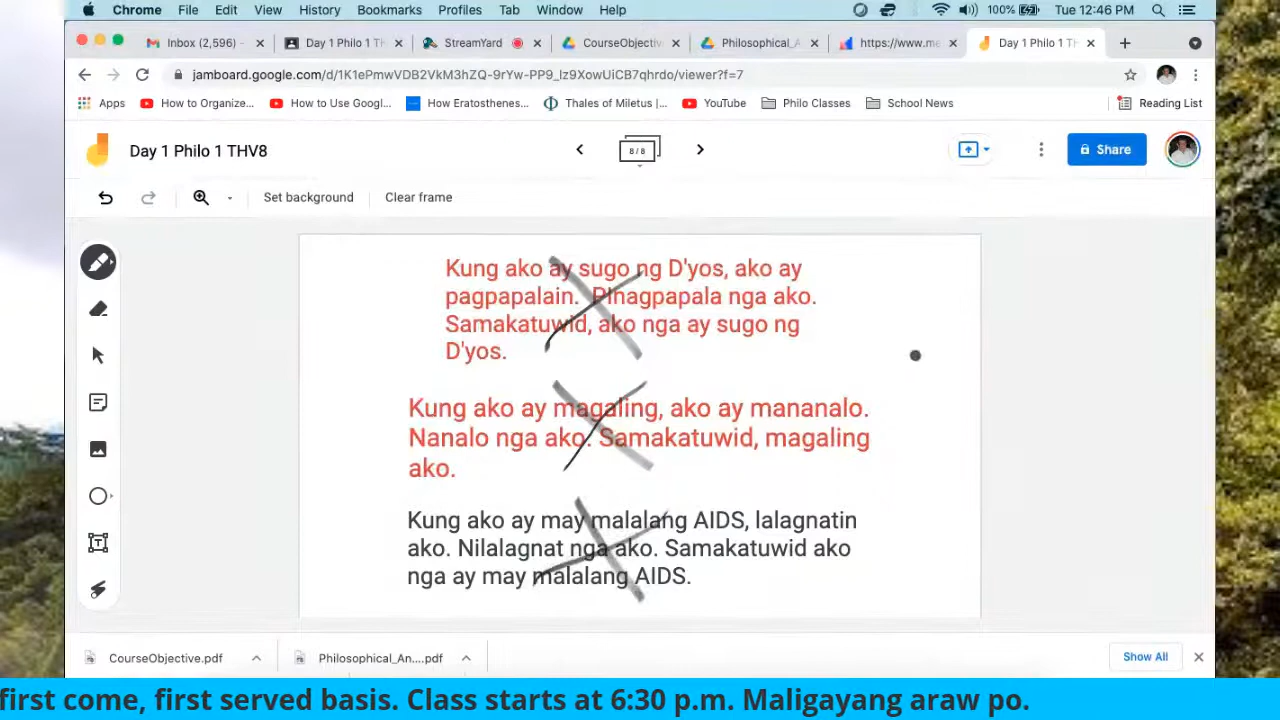 Chrome File Edit View History Bookmarks Profiles Tab Window Help 100% Tue 12:46 PM
Inbox (2,596) - Day 1 Philo 1 TH StreamYard CourseObjectiv Philosophical_A https://www.me Day 1 Philo 1 TH
jamboard.google.com/d/1K1ePmwVDB2VkM3hZQ-9rYw-PP9_Iz9XowUiCB7qhrdo/viewer?f=7
Apps How to Organize... How to Use Googl... How Eratosthenes... Thales of Miletus |... YouTube Philo Classes School News Reading List
Day 1 Philo 1 THV8 8/8 Share
Set background Clear frame
Kung ako ay sugo ng D'yos, ako ay
pagpapalain. PInagpapala nga ako.
Samakatuwid, ako nga ay sugo ng
D'yos.
Kung ako ay magaling, ako ay mananalo.
Nanalo nga ako. Samakatuwid, magaling
ako.
Kung ako ay may malalang AIDS, lalagnatin
ako. Nilalagnat nga ako. Samakatuwid ako
nga ay may malalang AIDS.
CourseObjective.pdf Philosophical_An....pdf Show All
first come, first served basis. Class starts at 6:30 p.m. Maligayang araw po.